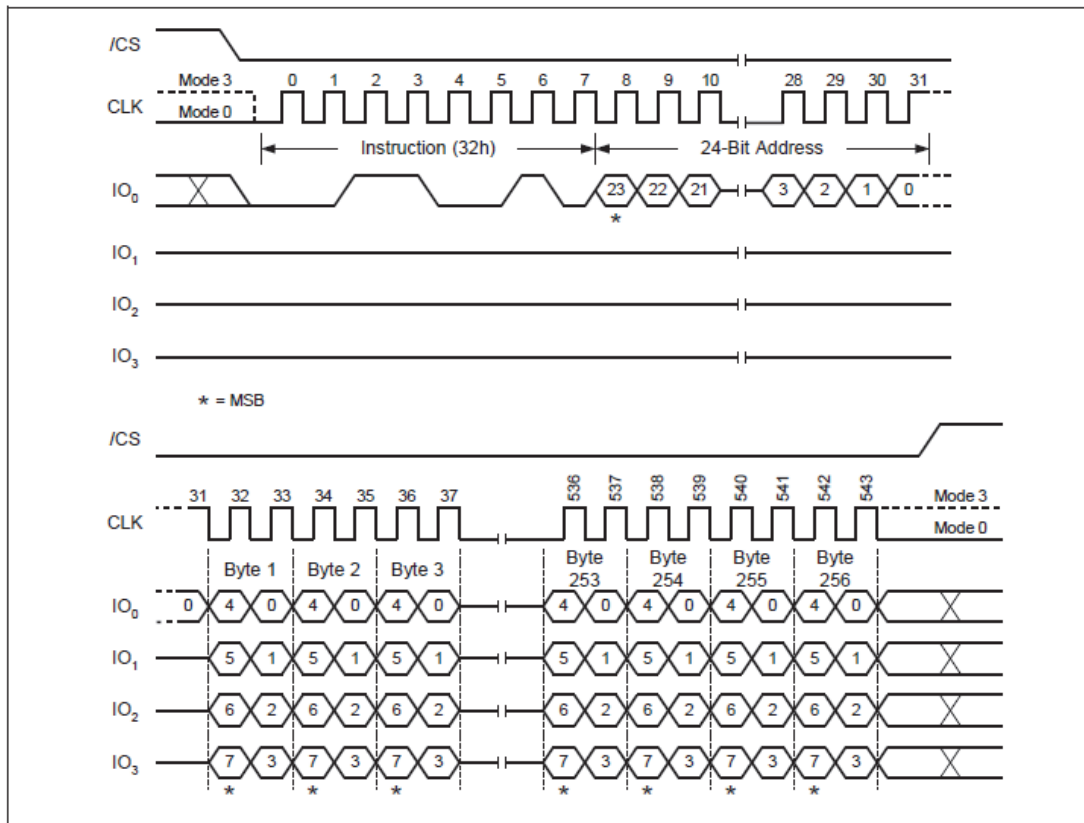 /CS
Mode 3 0 1 2 3 4 5 6 7 8 9 10 28 29 30 31
CLK Mode 0
Instruction (32h) 24-Bit Address
IO0 23 22 21 3 2 1 0
*
IO1
IO2
IO3
* = MSB
/CS
31 32 33 34 35 36 37 536 537 538 539 540 541 542 543 Mode 3
CLK Mode 0
Byte 1 Byte 2 Byte 3 Byte 253 Byte 254 Byte 255 Byte 256
IO0 0 4 0 4 0 4 0 4 0 4 0 4 0 4 0
IO1 5 1 5 1 5 1 5 1 5 1 5 1 5 1
IO2 6 2 6 2 6 2 6 2 6 2 6 2 6 2
IO3 7 3 7 3 7 3 7 3 7 3 7 3 7 3
* * * * * * *